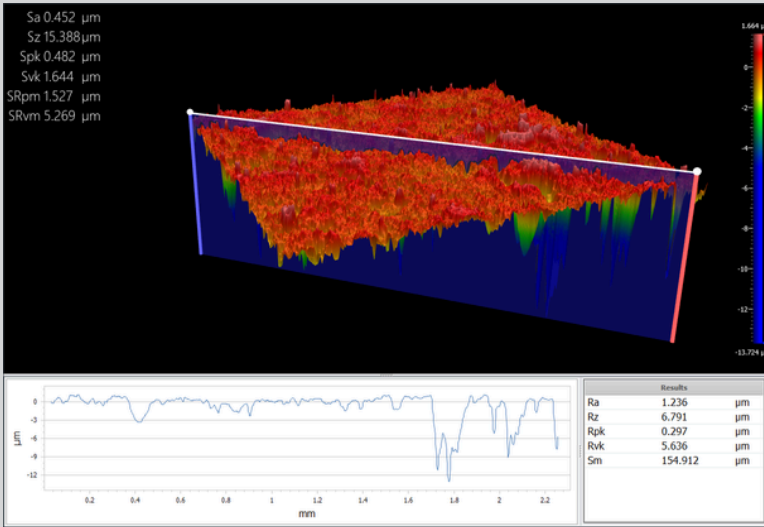 Sa 0.452 µm
Sz 15.388 µm
Spk 0.482 µm
Svk 1.644 µm
SRpm 1.527 µm
SRvm 5.269 µm
1.664 µ
0
-2
-4
-6
-8
-10
-12
-13.724 µ
0
-3
-6
-9
-12
µm
0.2 0.4 0.6 0.8 1 1.2 1.4 1.6 1.8 2 2.2
mm
Results
Ra 1.236 µm
Rz 6.791 µm
Rpk 0.297 µm
Rvk 5.636 µm
Sm 154.912 µm